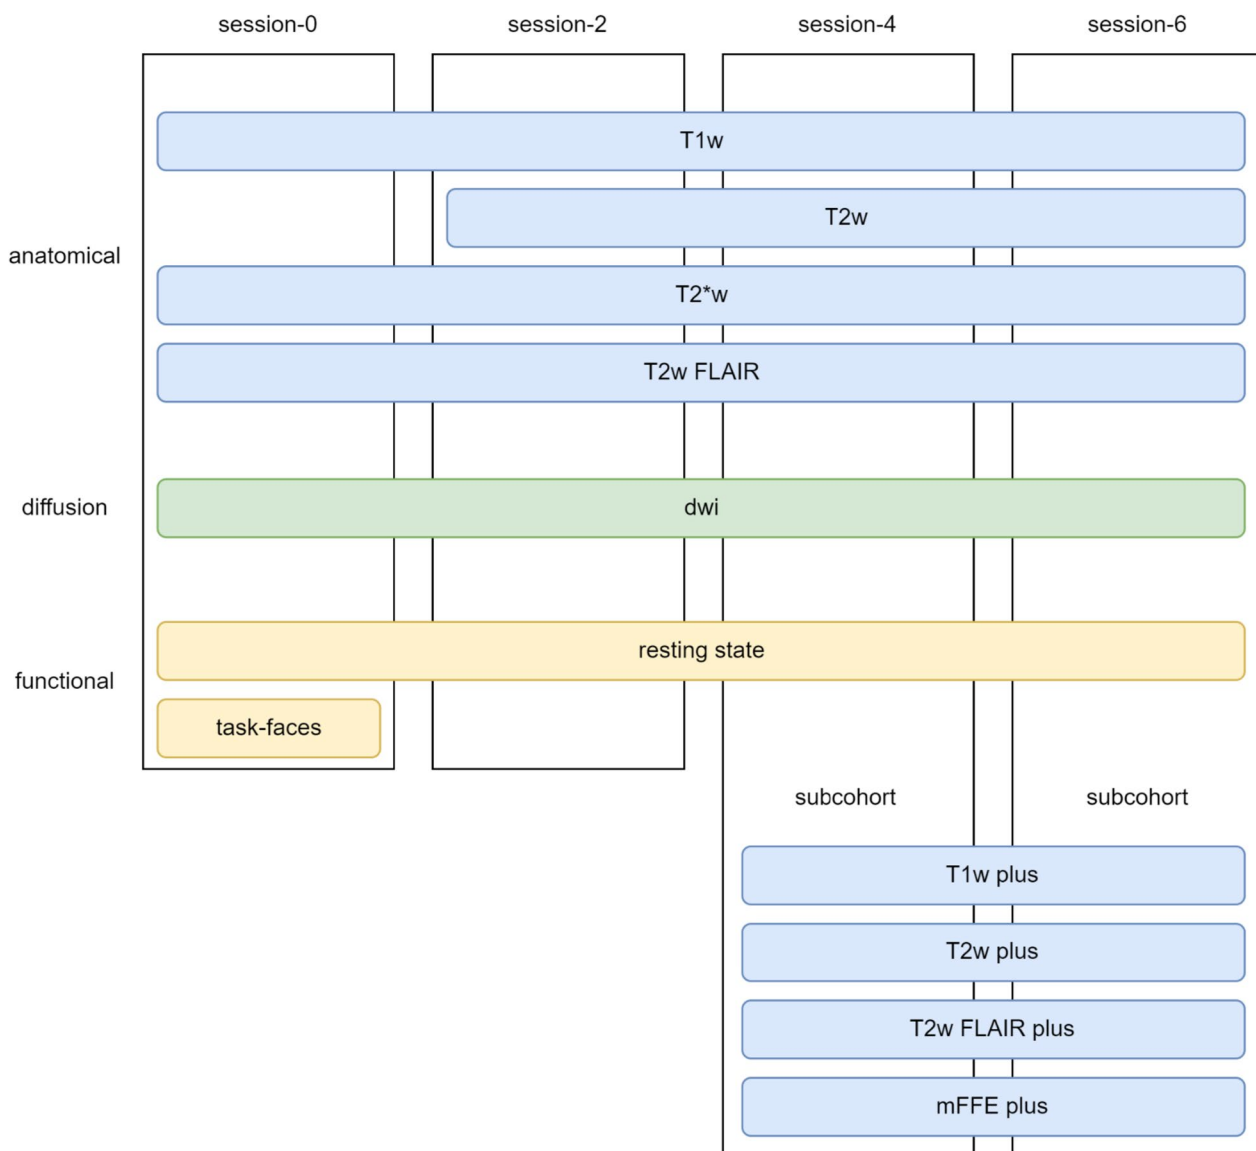 session-0
session-2
session-4
session-6
T1w
T2w
anatomical
T2*w
T2w FLAIR
diffusion
dwi
resting state
functional
task-faces
subcohort
subcohort
T1w plus
T2w plus
T2w FLAIR plus
mFFE plus